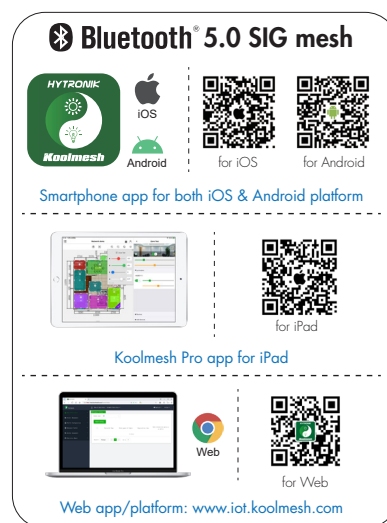 Bluetooth® 5.0 SIG mesh
HYTRONIK
Koolmesh
iOS
Android
for iOS
for Android
Smartphone app for both iOS & Android platform
for iPad
Koolmesh Pro app for iPad
Web
for Web
Web app/platform: www.iot.koolmesh.com